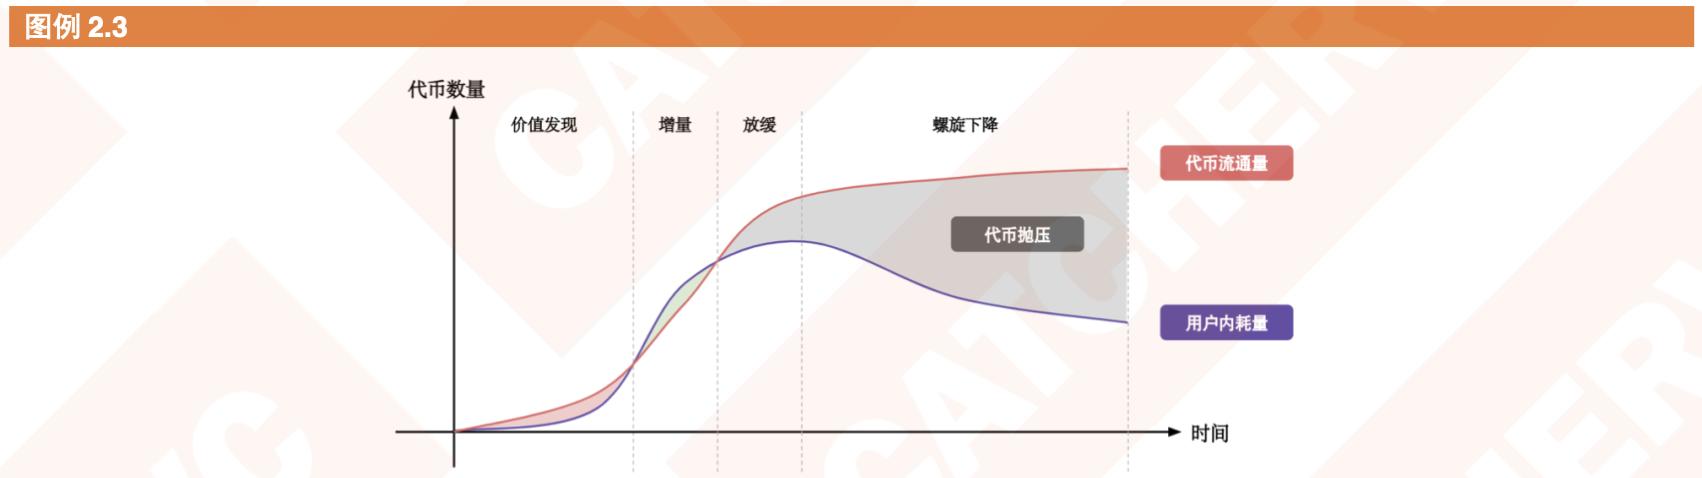 图例 2.3
代币数量
价值发现
增量
放缓
螺旋下降
代币流通量
代币抛压
用户内耗量
时间
CATCHER VC